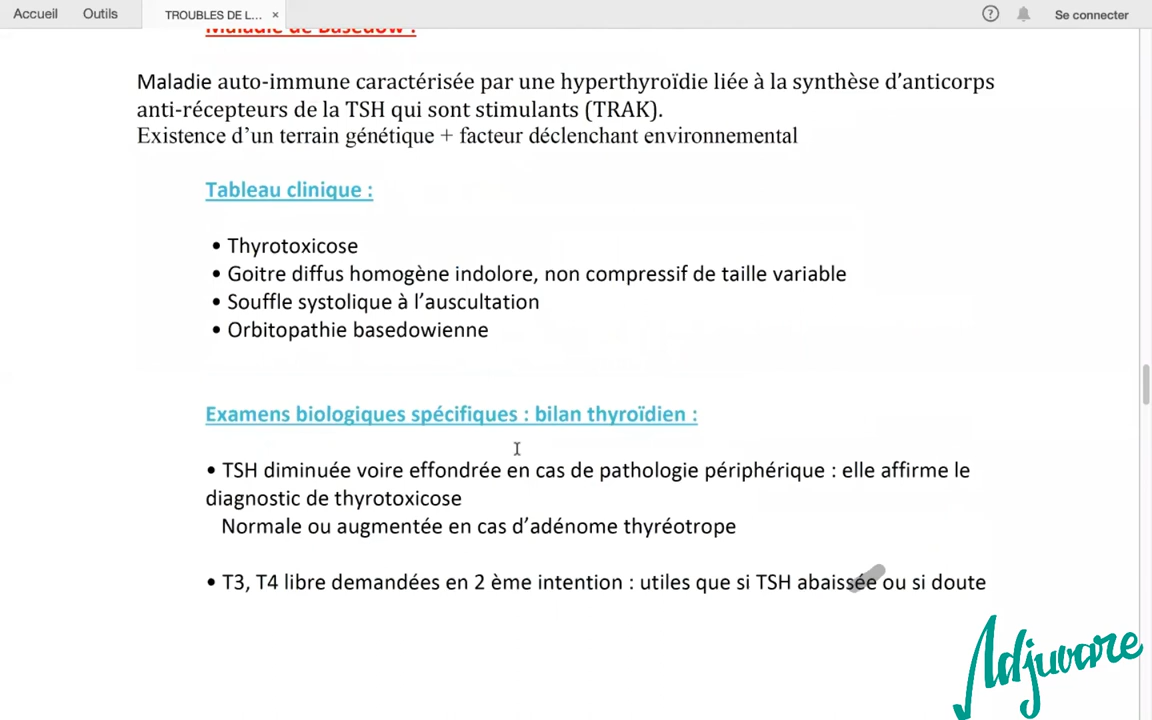 Accueil
Outils
TROUBLES DE L... ×
?
Se connecter
Maladie de Basedow :
Maladie auto-immune caractérisée par une hyperthyroïdie liée à la synthèse d'anticorps
anti-récepteurs de la TSH qui sont stimulants (TRAK).
Existence d'un terrain génétique + facteur déclenchant environnemental
Tableau clinique :
• Thyrotoxicose
• Goitre diffus homogène indolore, non compressif de taille variable
• Souffle systolique à l'auscultation
• Orbitopathie basedowienne
Examens biologiques spécifiques : bilan thyroïdien :
• TSH diminuée voire effondrée en cas de pathologie périphérique : elle affirme le
diagnostic de thyrotoxicose
Normale ou augmentée en cas d'adénome thyréotrope
• T3, T4 libre demandées en 2 ème intention : utiles que si TSH abaissée ou si doute
Adjuvare